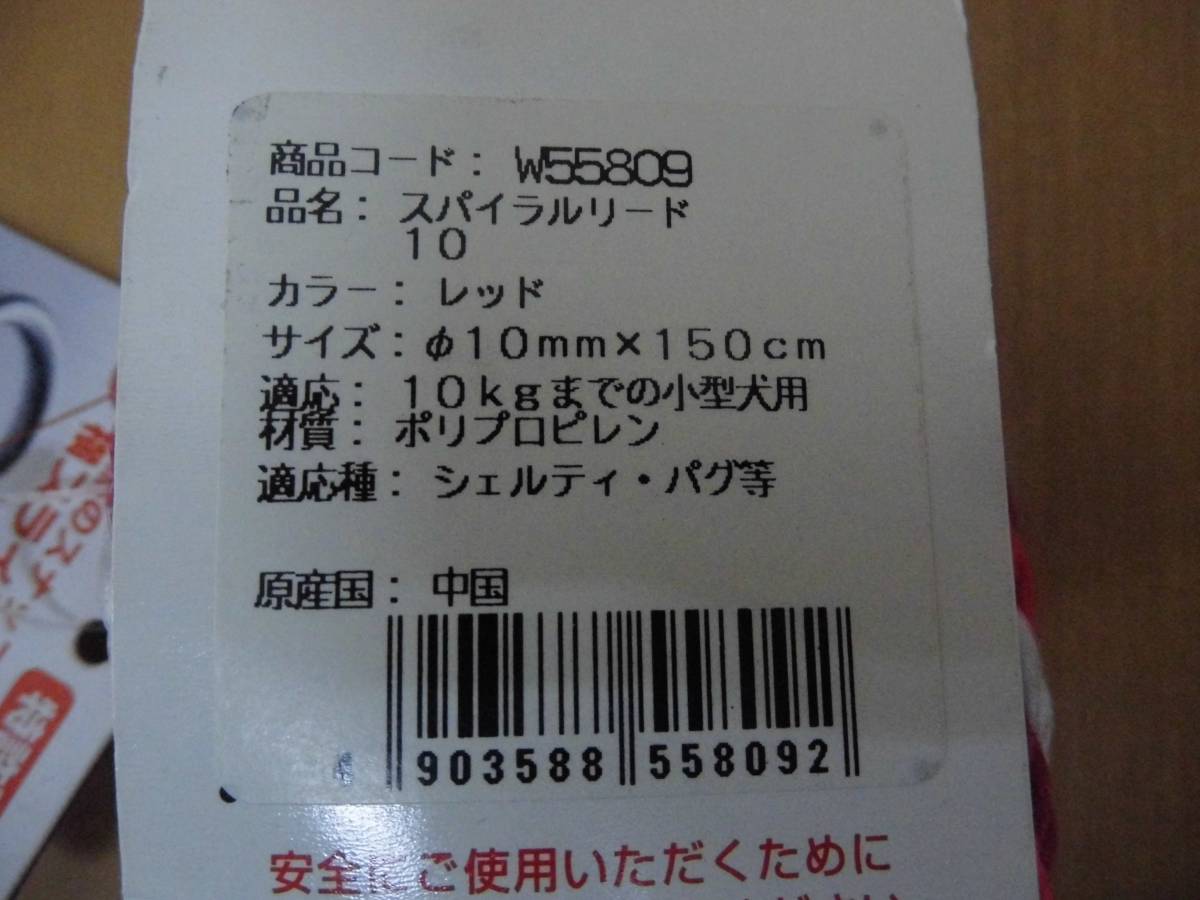 商品コード： W55809
品名： スパイラルリード
１０
カラー： レッド
サイズ：φ１０ｍｍ×１５０ｃｍ
適応： １０ｋｇまでの小型犬用
材質： ポリプロピレン
適応種： シェルティ・パグ等
原産国： 中国
4 903588 558092
安全にご使用いただくために